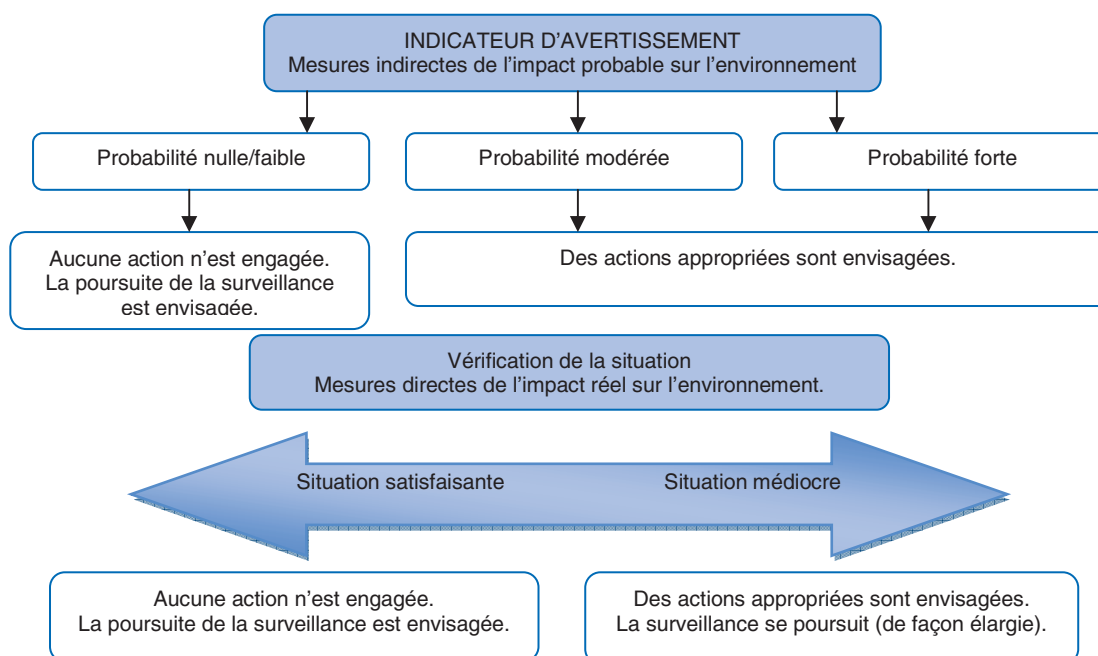 INDICATEUR D'AVERTISSEMENT
Mesures indirectes de l'impact probable sur l'environnement
Probabilité nulle/faible
Probabilité modérée
Probabilité forte
Aucune action n'est engagée.
La poursuite de la surveillance
est envisagée.
Des actions appropriées sont envisagées.
Vérification de la situation
Mesures directes de l'impact réel sur l'environnement.
Situation satisfaisante
Situation médiocre
Aucune action n'est engagée.
La poursuite de la surveillance est envisagée.
Des actions appropriées sont envisagées.
La surveillance se poursuit (de façon élargie).